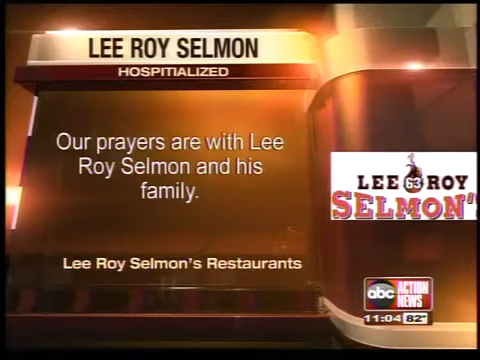 LEE ROY SELMON
HOSPITIALIZED
Our prayers are with Lee
Roy Selmon and his
family.
Lee Roy Selmon's Restaurants
LEE 63 ROY
SELMON'
abc ACTION
NEWS
11:04 82°